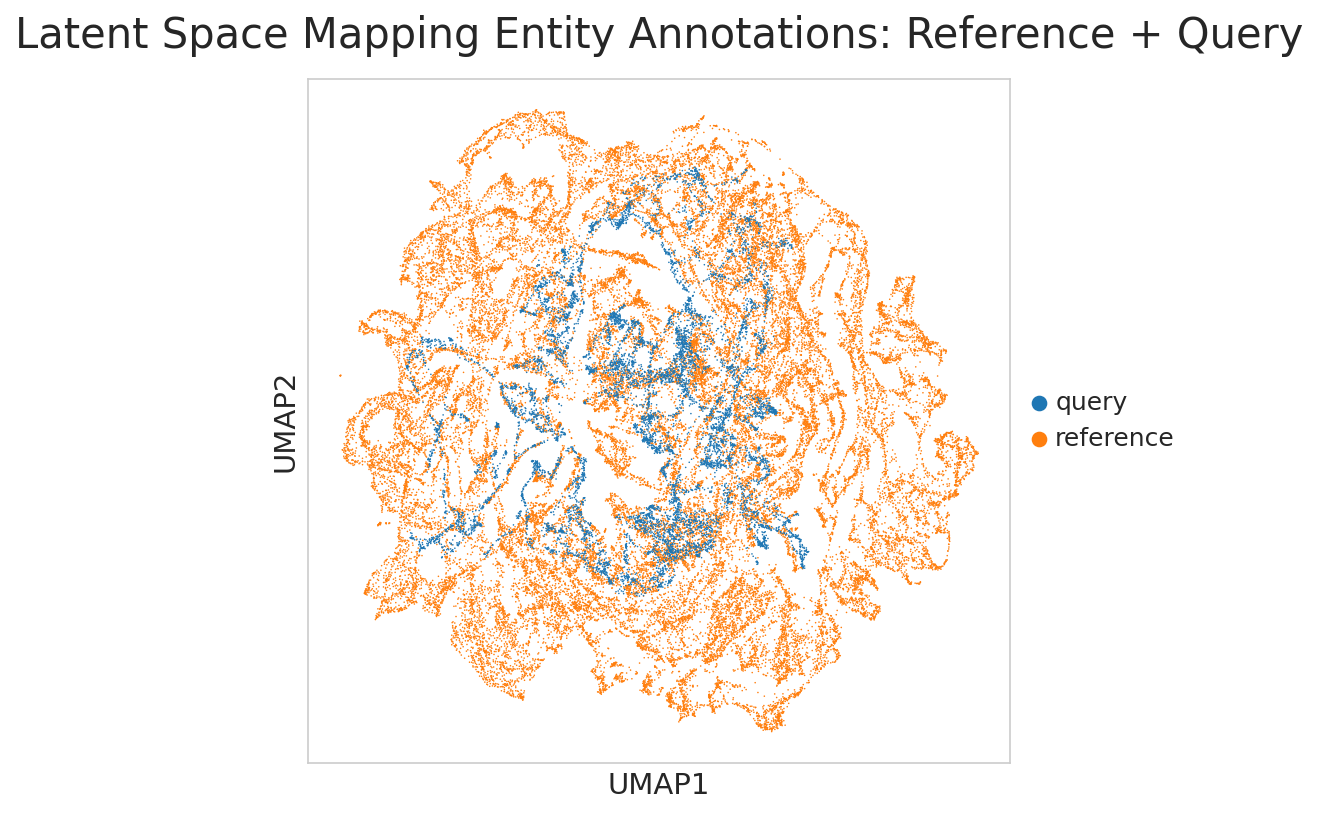 Latent Space Mapping Entity Annotations: Reference + Query
UMAP2
query
reference
UMAP1